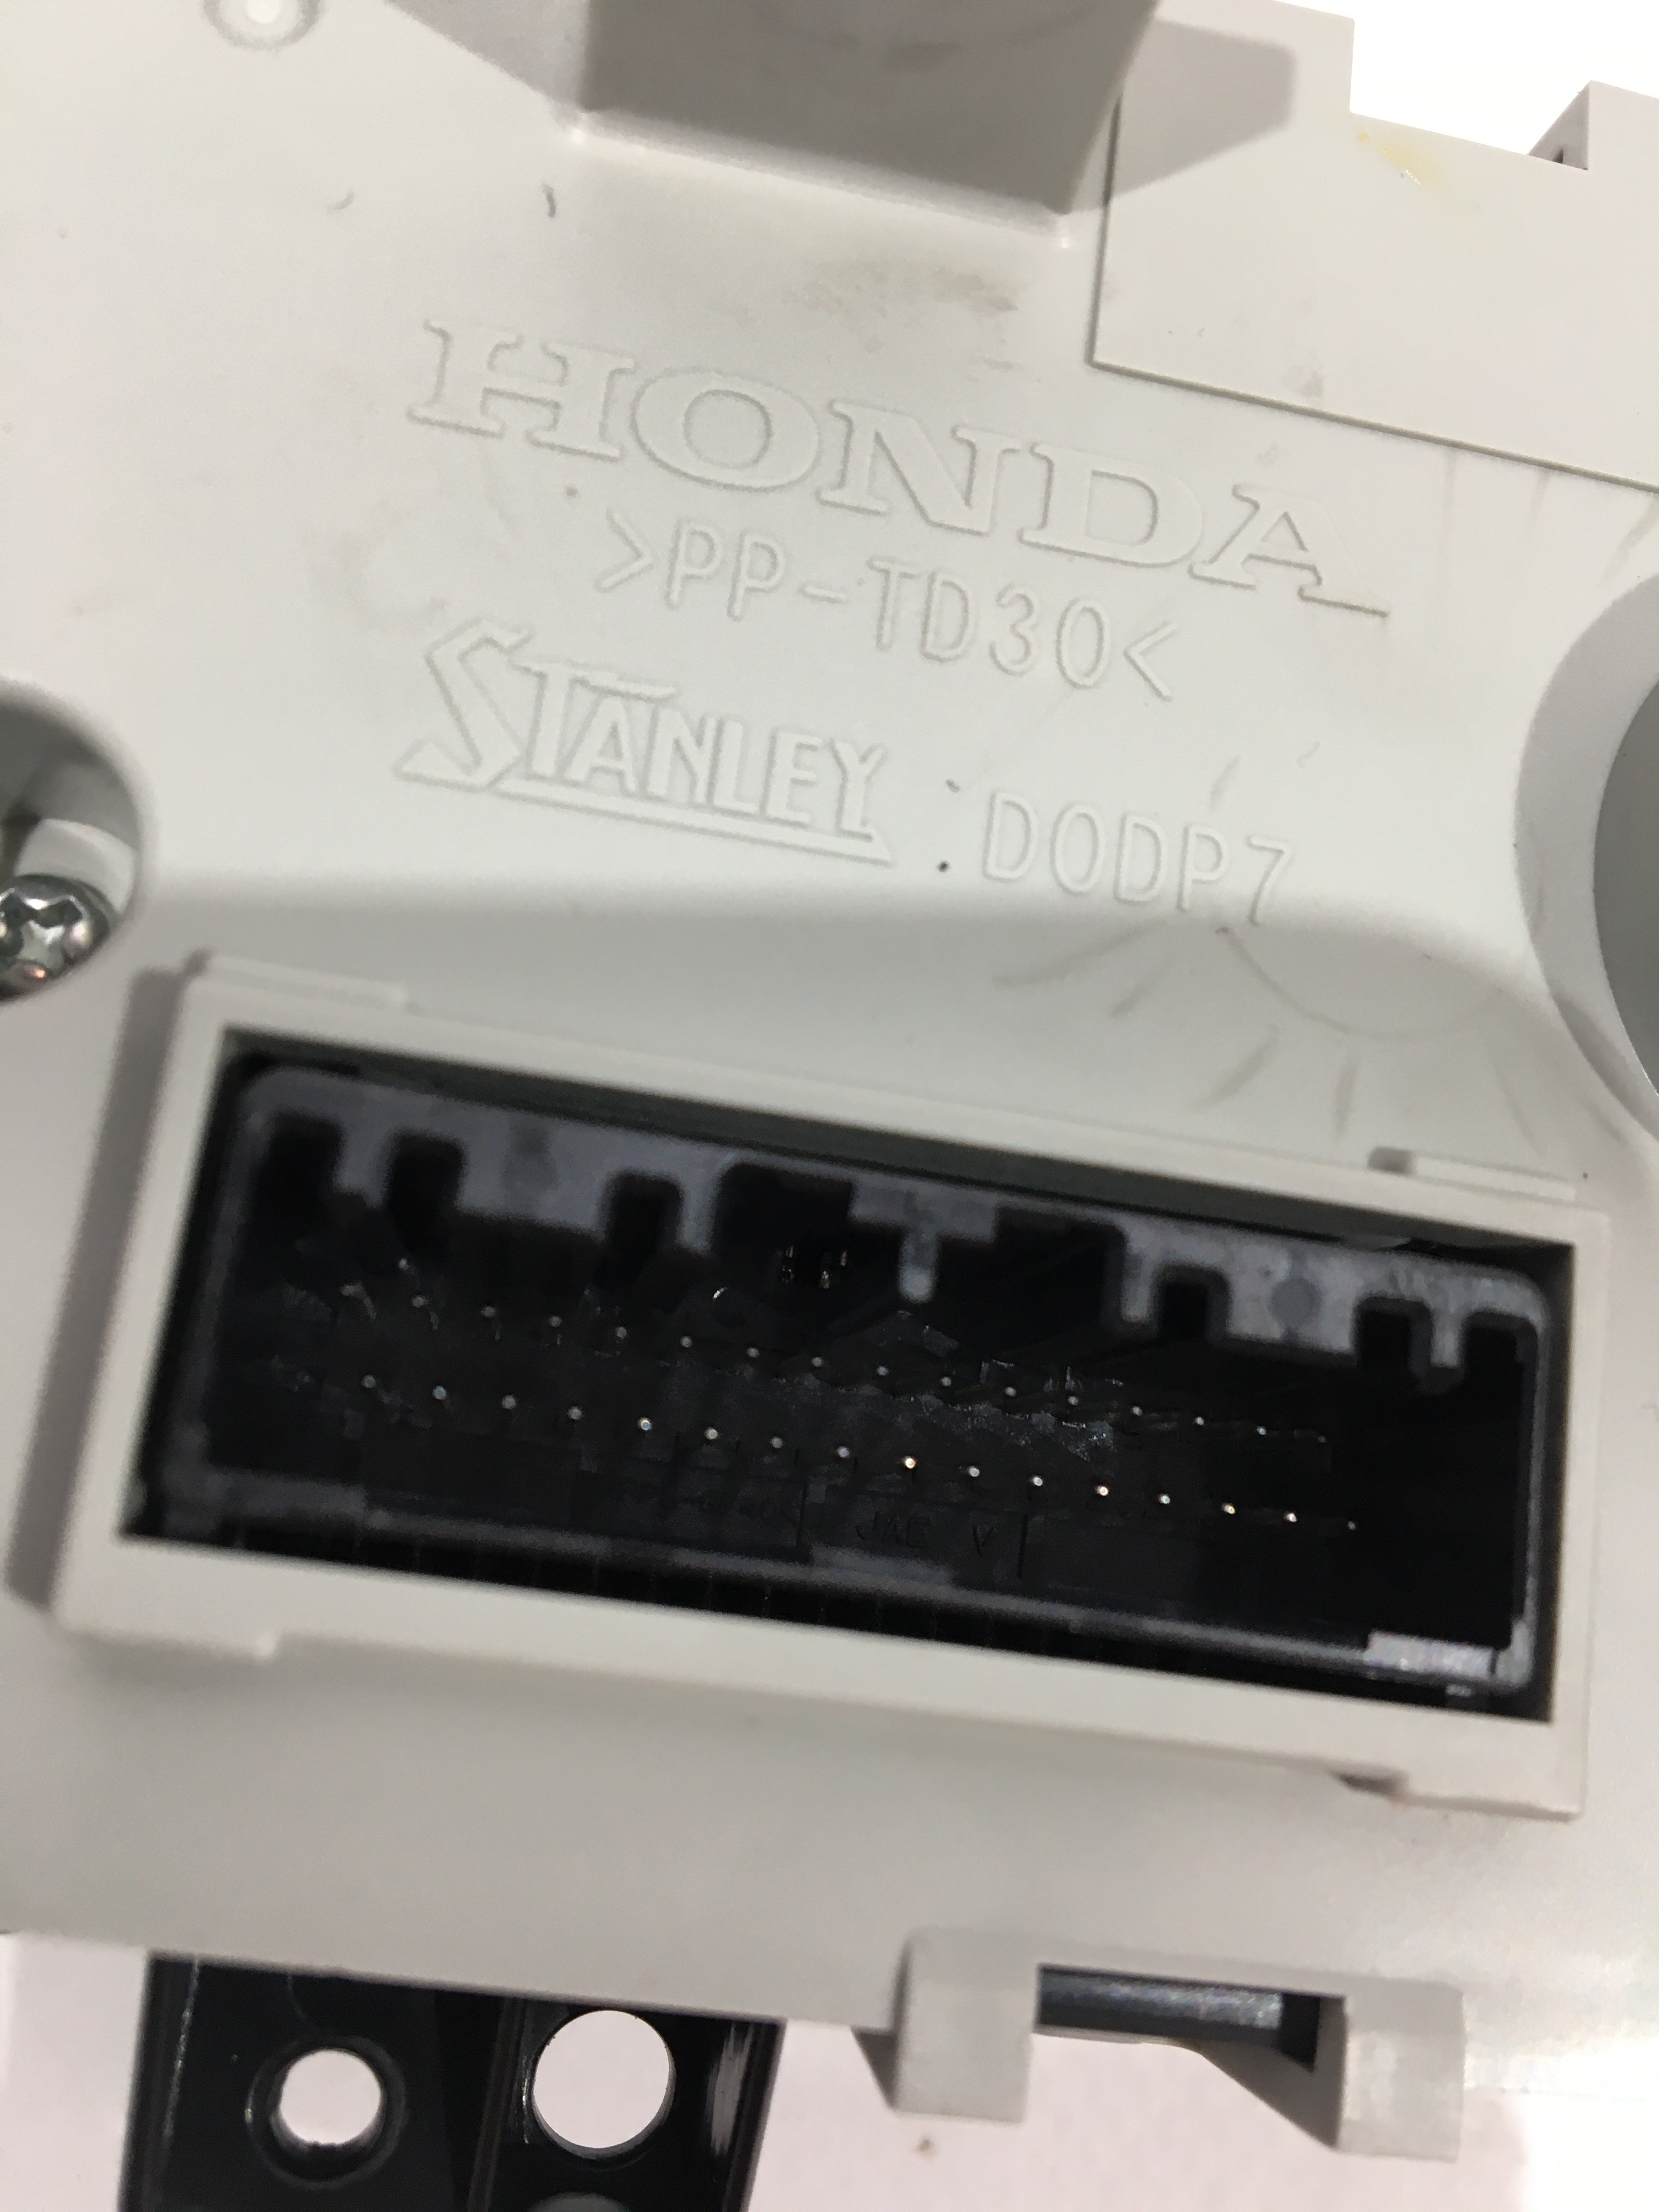 HONDA
>PP-TD30<
STANLEY D0DP7
JAE V